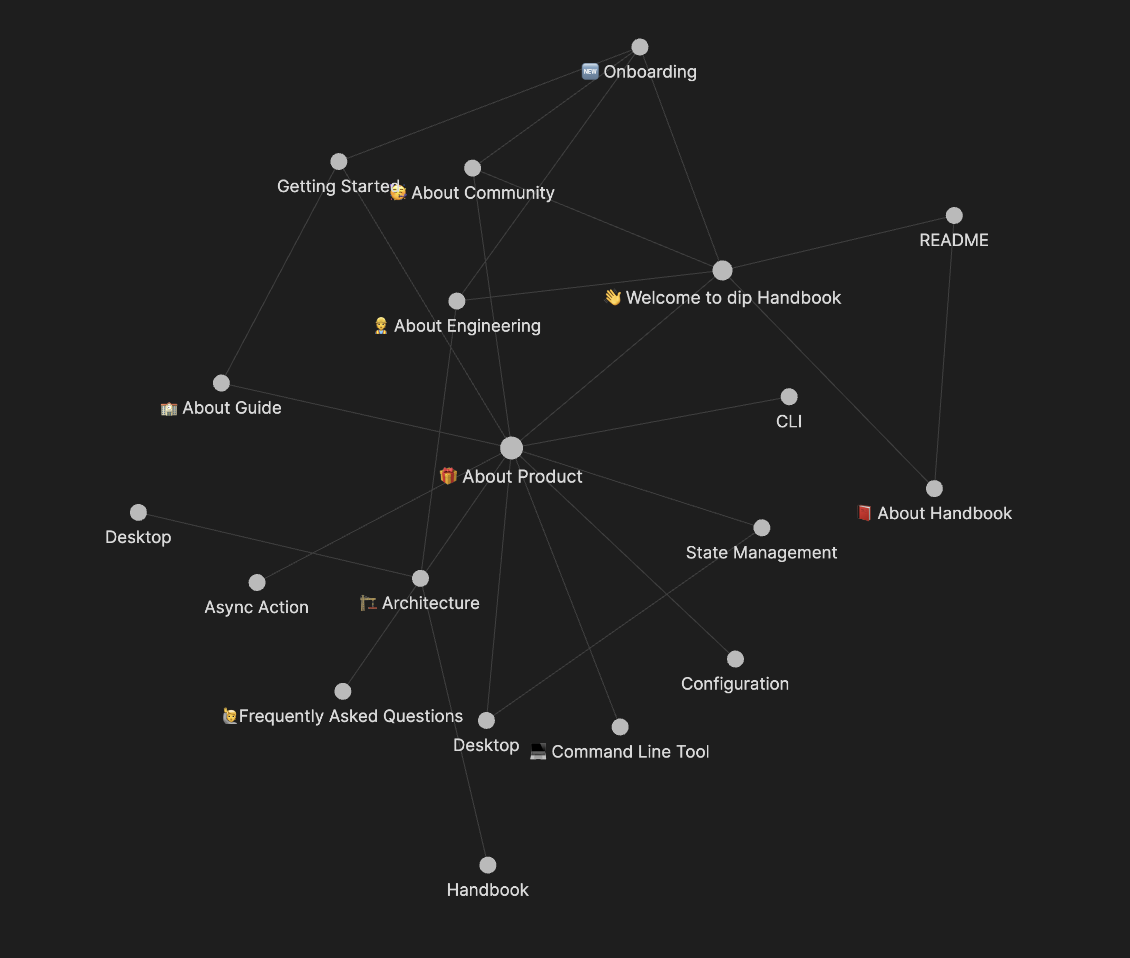 🆕 Onboarding
Getting Started
🥳 About Community
README
👋 Welcome to dip Handbook
👷‍♂️ About Engineering
🏫 About Guide
CLI
🎁 About Product
📕 About Handbook
Desktop
State Management
Async Action
🏗 Architecture
Configuration
🙋‍♂️Frequently Asked Questions
Desktop
💻 Command Line Tool
Handbook